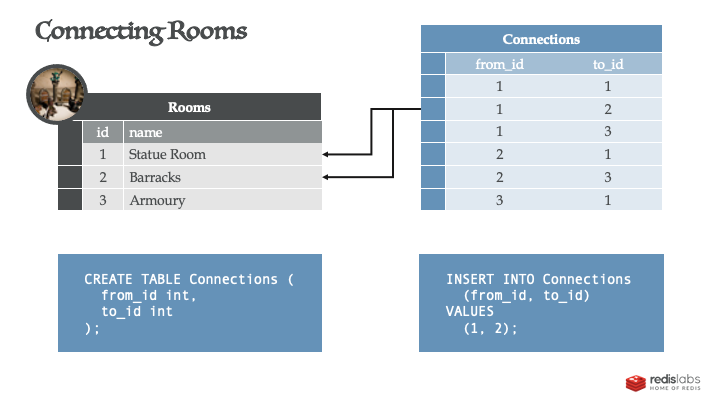 Connecting Rooms
Rooms
id name
1 Statue Room
2 Barracks
3 Armoury
Connections
from_id to_id
1 1
1 2
1 3
2 1
2 3
3 1
CREATE TABLE Connections (
from_id int,
to_id int
);
INSERT INTO Connections
(from_id, to_id)
VALUES
(1, 2);
redislabs
HOME OF REDIS